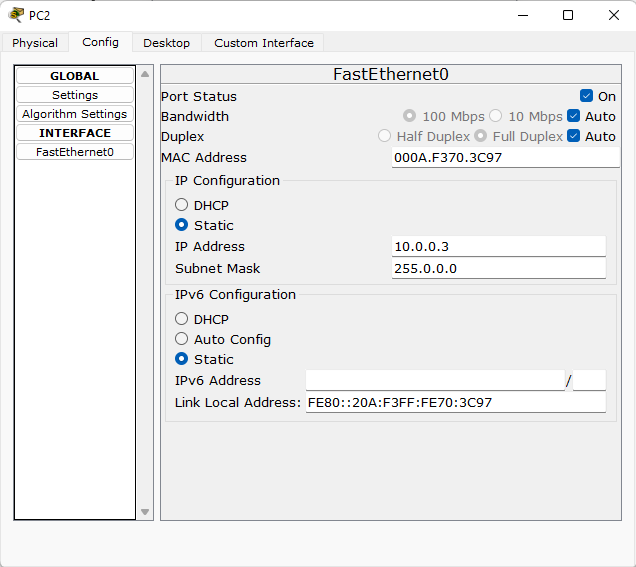 PC2
Physical Config Desktop Custom Interface
GLOBAL
Settings
Algorithm Settings
INTERFACE
FastEthernet0
FastEthernet0
Port Status On
Bandwidth 100 Mbps 10 Mbps Auto
Duplex Half Duplex Full Duplex Auto
MAC Address 000A.F370.3C97
IP Configuration
DHCP
Static
IP Address 10.0.0.3
Subnet Mask 255.0.0.0
IPv6 Configuration
DHCP
Auto Config
Static
IPv6 Address /
Link Local Address: FE80::20A:F3FF:FE70:3C97